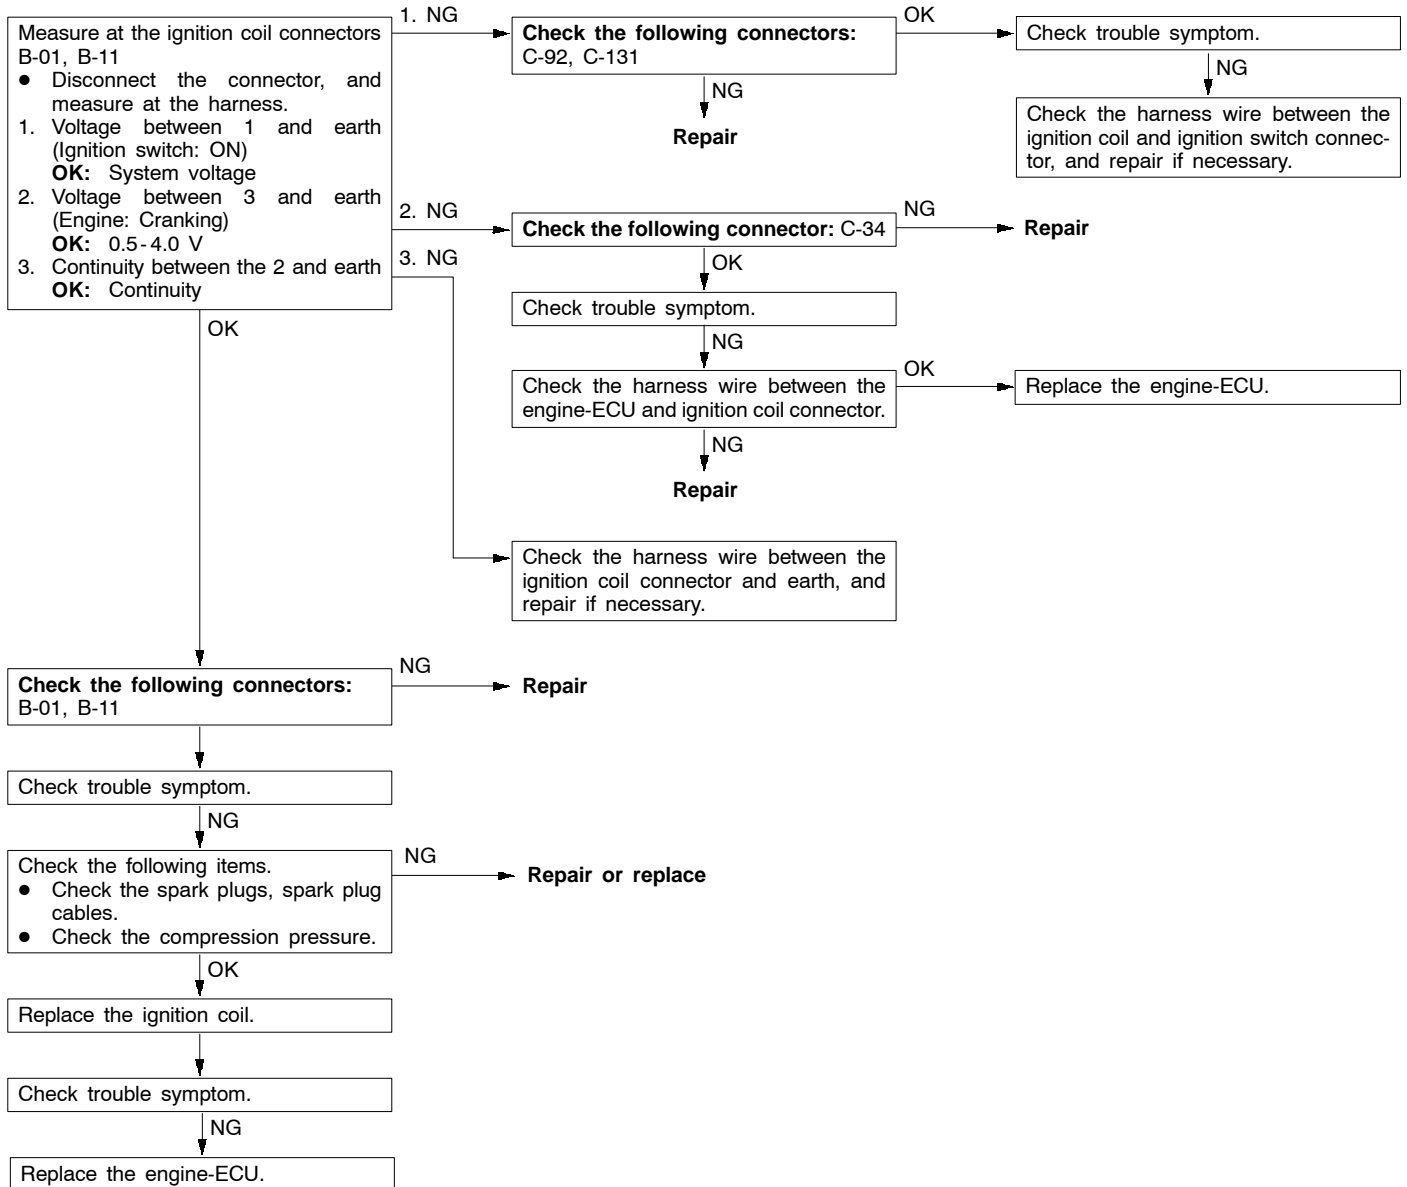 Measure at the ignition coil connectors
B-01, B-11
● Disconnect the connector, and
measure at the harness.
1. Voltage between 1 and earth
(Ignition switch: ON)
OK: System voltage
2. Voltage between 3 and earth
(Engine: Cranking)
OK: 0.5-4.0 V
3. Continuity between the 2 and earth
OK: Continuity
1. NG
Check the following connectors:
C-92, C-131
OK
Check trouble symptom.
NG
Check the harness wire between the
ignition coil and ignition switch connec-
tor, and repair if necessary.
NG
Repair
2. NG
Check the following connector: C-34
NG
Repair
OK
Check trouble symptom.
NG
Check the harness wire between the
engine-ECU and ignition coil connector.
OK
Replace the engine-ECU.
NG
Repair
3. NG
Check the harness wire between the
ignition coil connector and earth, and
repair if necessary.
OK
Check the following connectors:
B-01, B-11
NG
Repair
Check trouble symptom.
NG
Check the following items.
● Check the spark plugs, spark plug
cables.
● Check the compression pressure.
NG
Repair or replace
OK
Replace the ignition coil.
Check trouble symptom.
NG
Replace the engine-ECU.